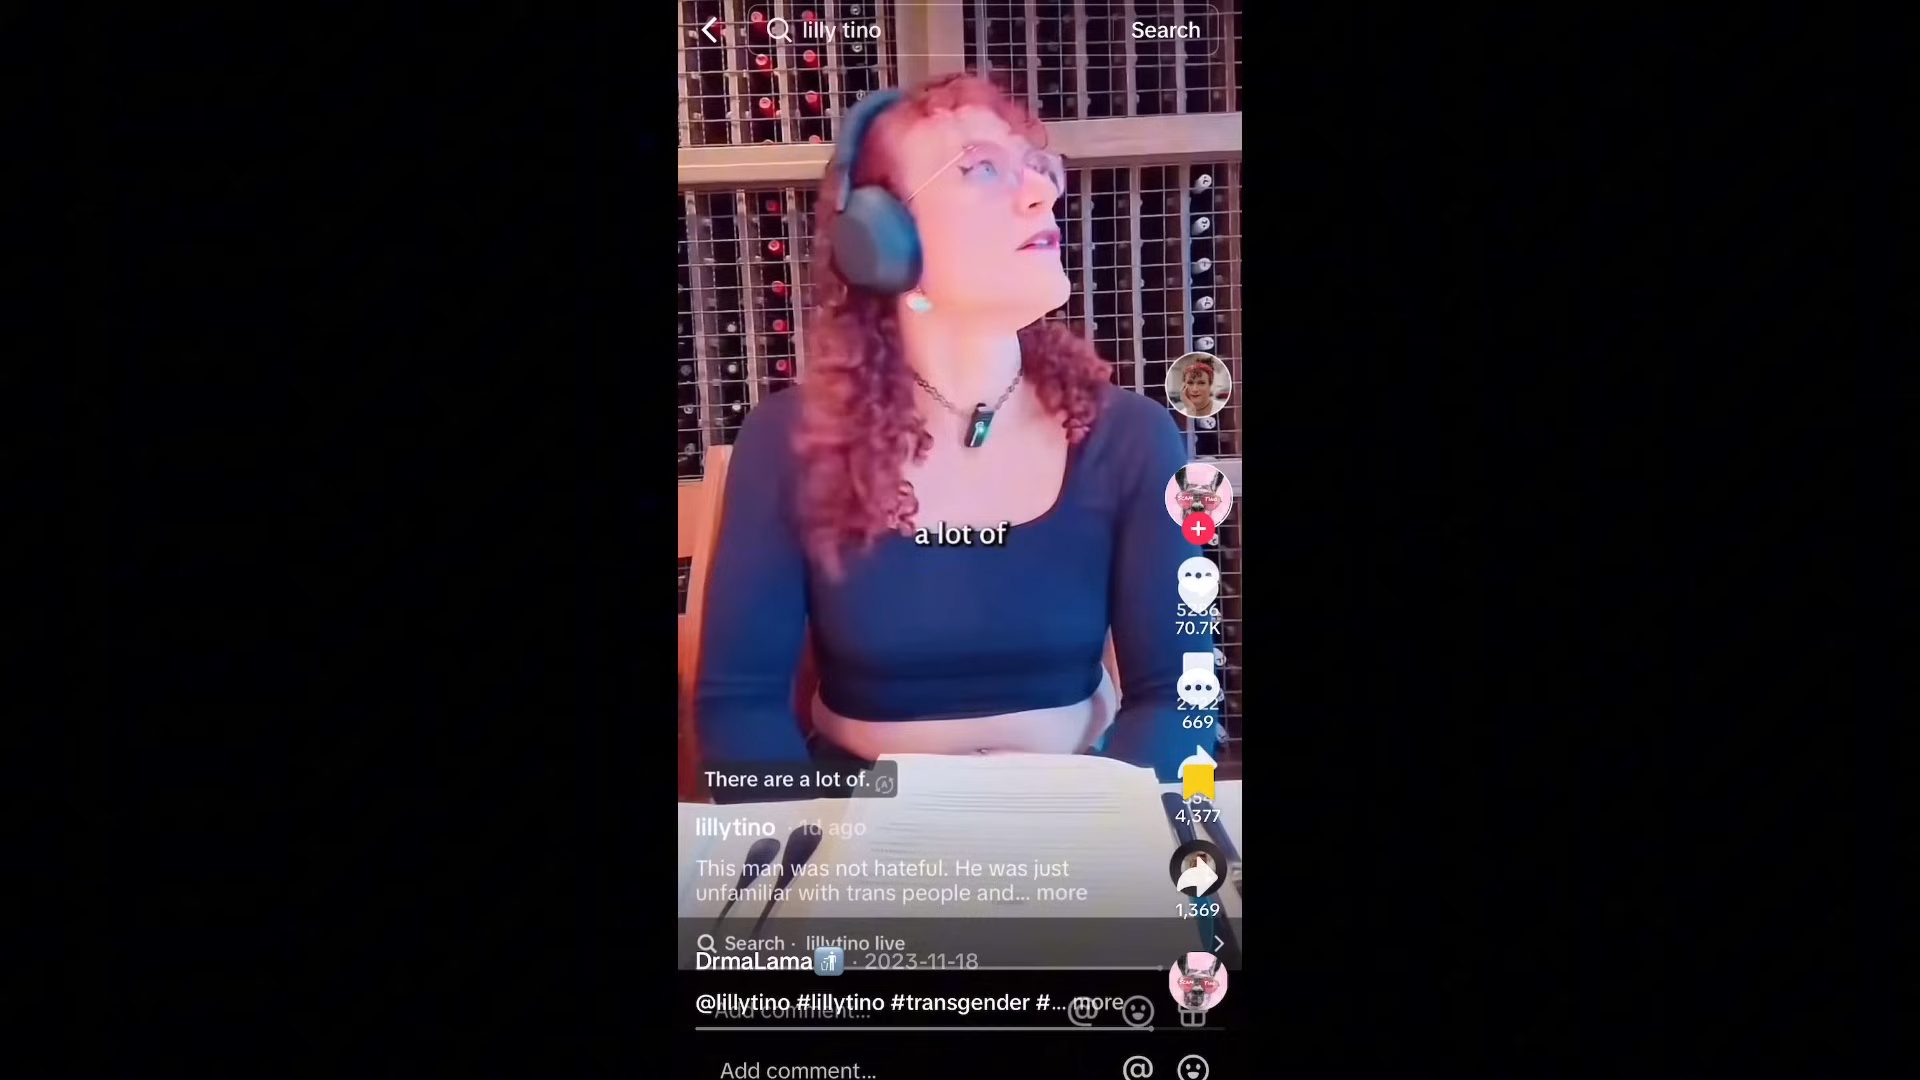 lilly tino
Search
a lot of
5286
70.7K
2922
669
4,377
1,369
There are a lot of.
lillytino · 1d ago
This man was not hateful. He was just
unfamiliar with trans people and... more
Search · lillytino live
DrmaLama · 2023-11-18
@lillytino #lillytino #transgender #... more
Add comment...
Add comment...